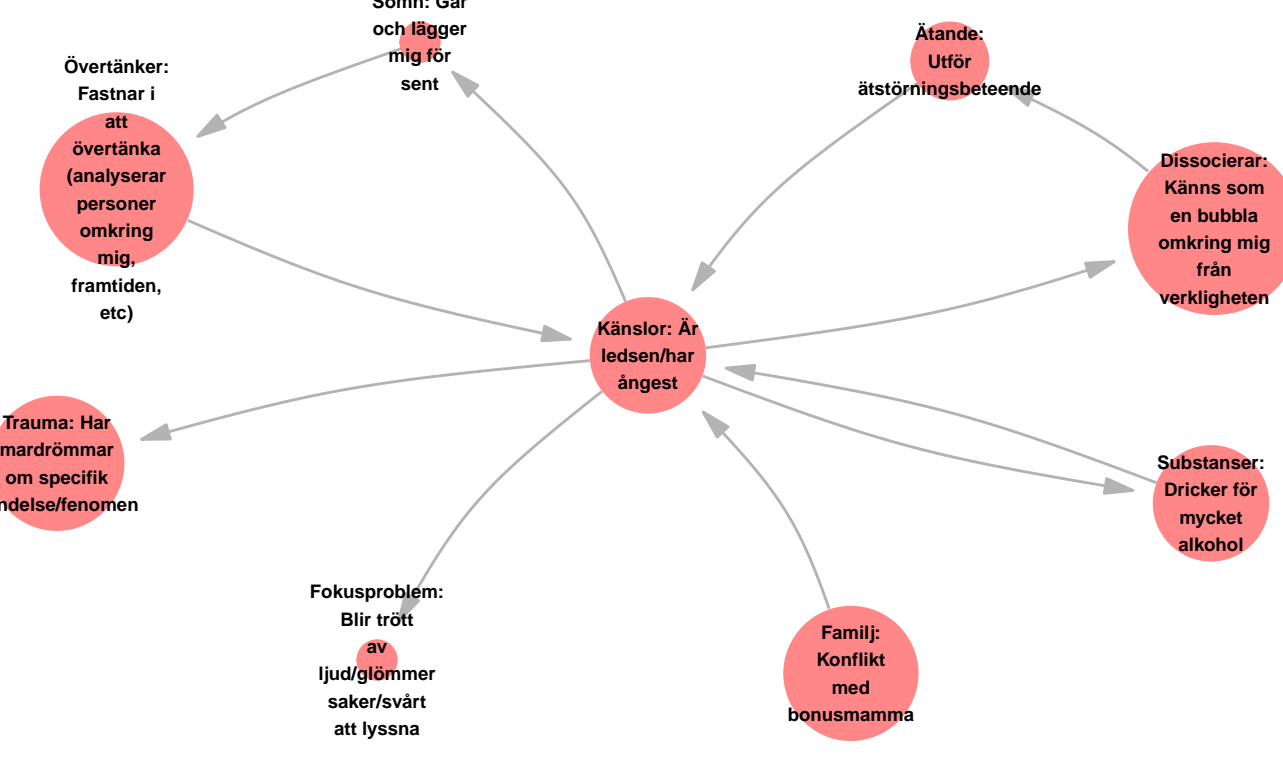 Sömn: Går
och lägger
mig för
sent
Ätande:
Utför
ätstörningsbeteende
Övertänker:
Fastnar i
att
övertänka
(analyserar
personer
omkring
mig,
framtiden,
etc)
Dissocierar:
Känns som
en bubbla
omkring mig
från
verkligheten
Känslor: Är
ledsen/har
ångest
Trauma: Har
mardrömmar
om specifik
ndelse/fenomen
Substanser:
Dricker för
mycket
alkohol
Fokusproblem:
Blir trött
av
ljud/glömmer
saker/svårt
att lyssna
Familj:
Konflikt
med
bonusmamma